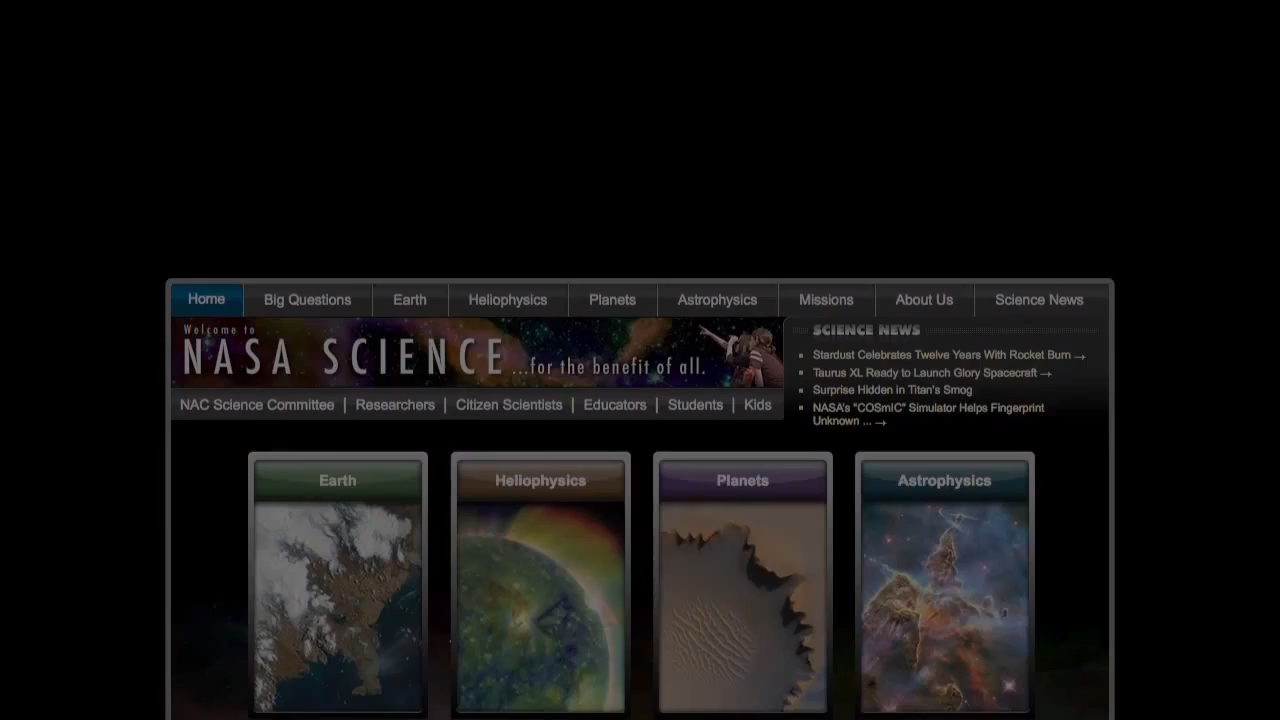 Home Big Questions Earth Heliophysics Planets Astrophysics Missions About Us Science News
Welcome to
NASA SCIENCE ...for the benefit of all.
NAC Science Committee | Researchers | Citizen Scientists | Educators | Students | Kids
SCIENCE NEWS
Stardust Celebrates Twelve Years With Rocket Burn →
Taurus XL Ready to Launch Glory Spacecraft →
Surprise Hidden in Titan's Smog
NASA's "COSmIC" Simulator Helps Fingerprint
Unknown ... →
Earth
Heliophysics
Planets
Astrophysics